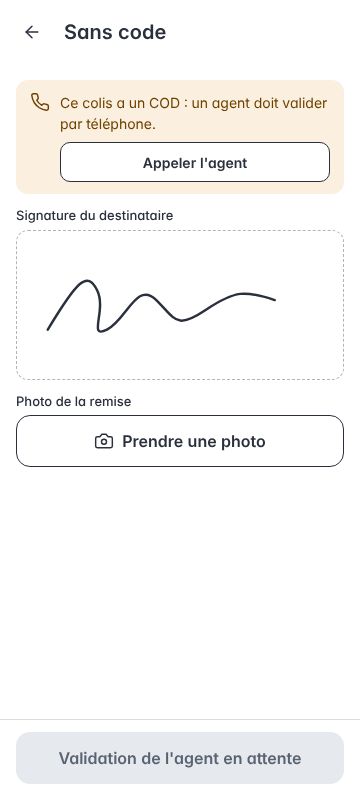 Sans code
Ce colis a un COD : un agent doit valider
par téléphone.
Appeler l'agent
Signature du destinataire
Photo de la remise
Prendre une photo
Validation de l'agent en attente